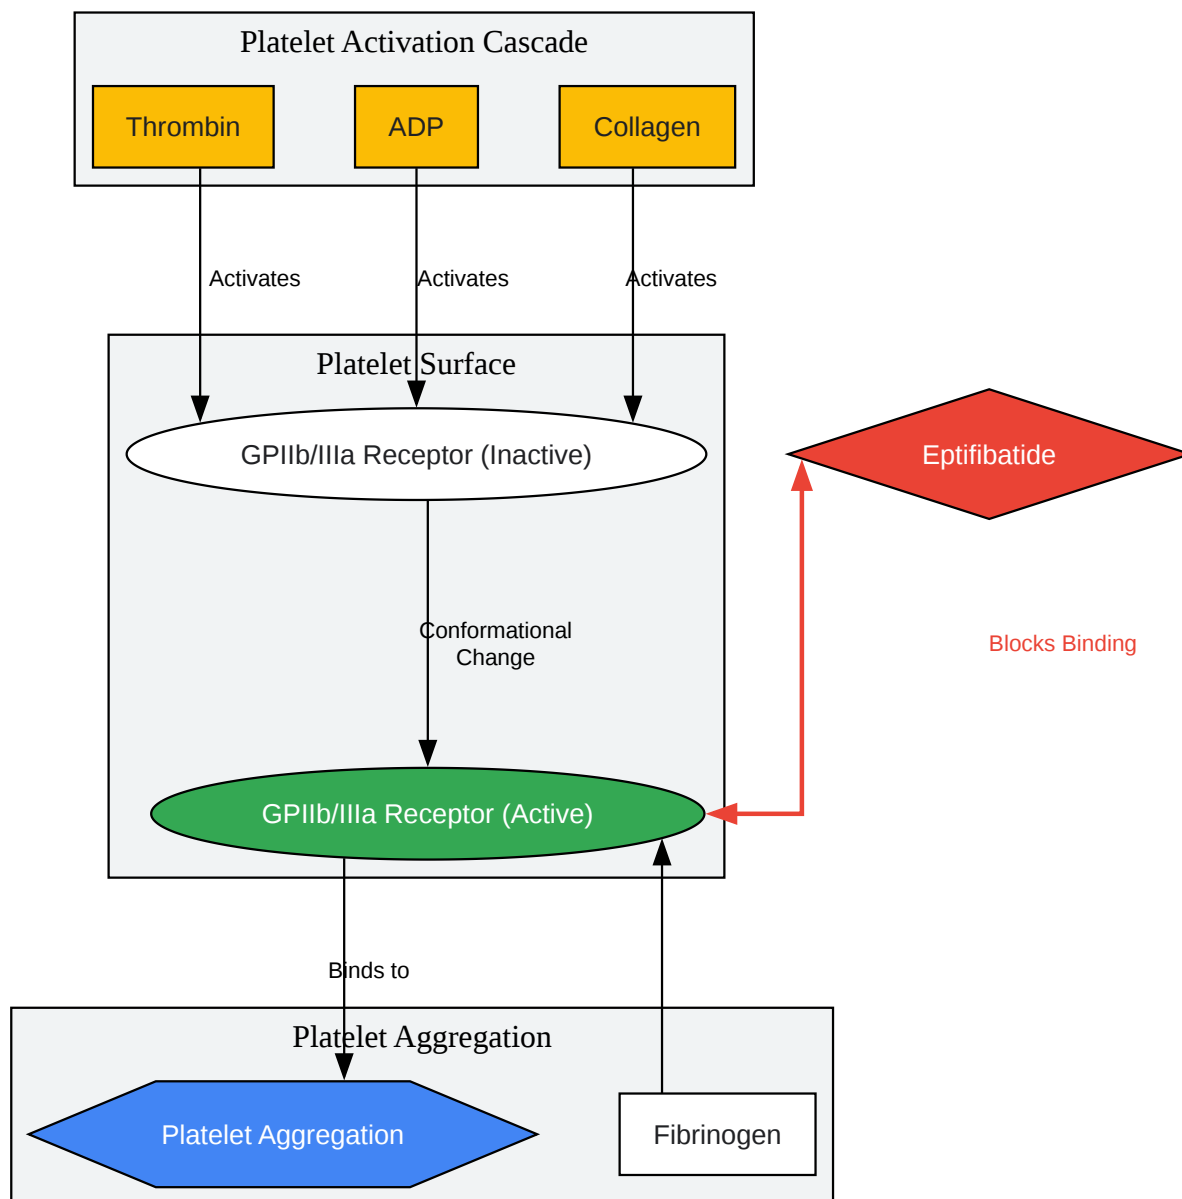 Platelet Activation Cascade
Thrombin
ADP
Collagen
Activates
Activates
Activates
Platelet Surface
GPIIb/IIIa Receptor (Inactive)
Eptifibatide
Conformational
Change
Blocks Binding
GPIIb/IIIa Receptor (Active)
Binds to
Platelet Aggregation
Platelet Aggregation
Fibrinogen